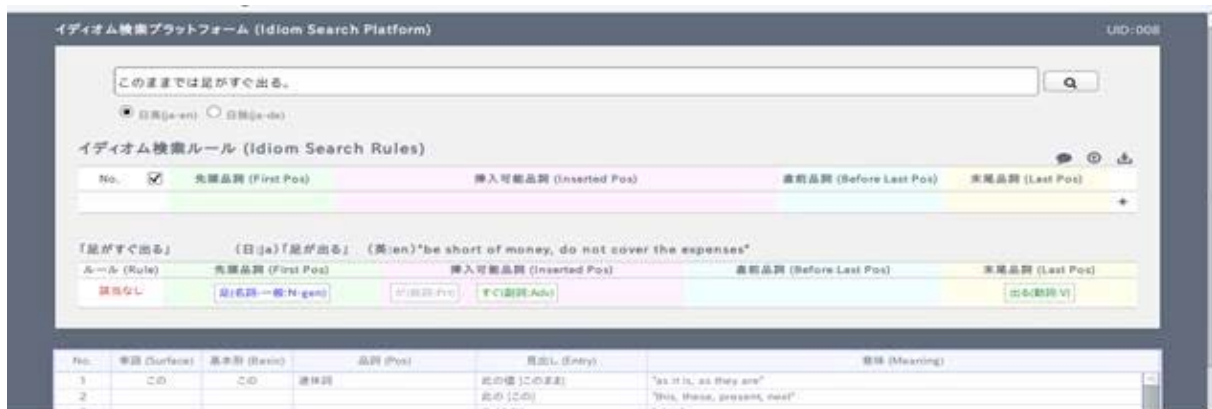 イディオム検索プラットフォーム (Idiom Search Platform) UID:008
このままでは足がすぐ出る。
日英(ja-en) 日独(ja-de)
イディオム検索ルール (Idiom Search Rules)
No. 先頭品詞 (First Pos) 挿入可能品詞 (Inserted Pos) 直前品詞 (Before Last Pos) 末尾品詞 (Last Pos)
+
「足がすぐ出る」 (日:ja)「足が出る」 (英:en)"be short of money, do not cover the expenses"
ルール (Rule) 先頭品詞 (First Pos) 挿入可能品詞 (Inserted Pos) 直前品詞 (Before Last Pos) 末尾品詞 (Last Pos)
該当なし 足(名詞-一般:N-gen) が(助詞:Prt) すぐ(副詞:Adv) 出る(動詞:V)
No. 単語 (Surface) 基本形 (Basic) 品詞 (Pos) 見出し (Entry) 意味 (Meaning)
1 この この 連体詞 此の儘 [このまま] "as it is, as they are"
2 此の [この] "this, these, present, next"